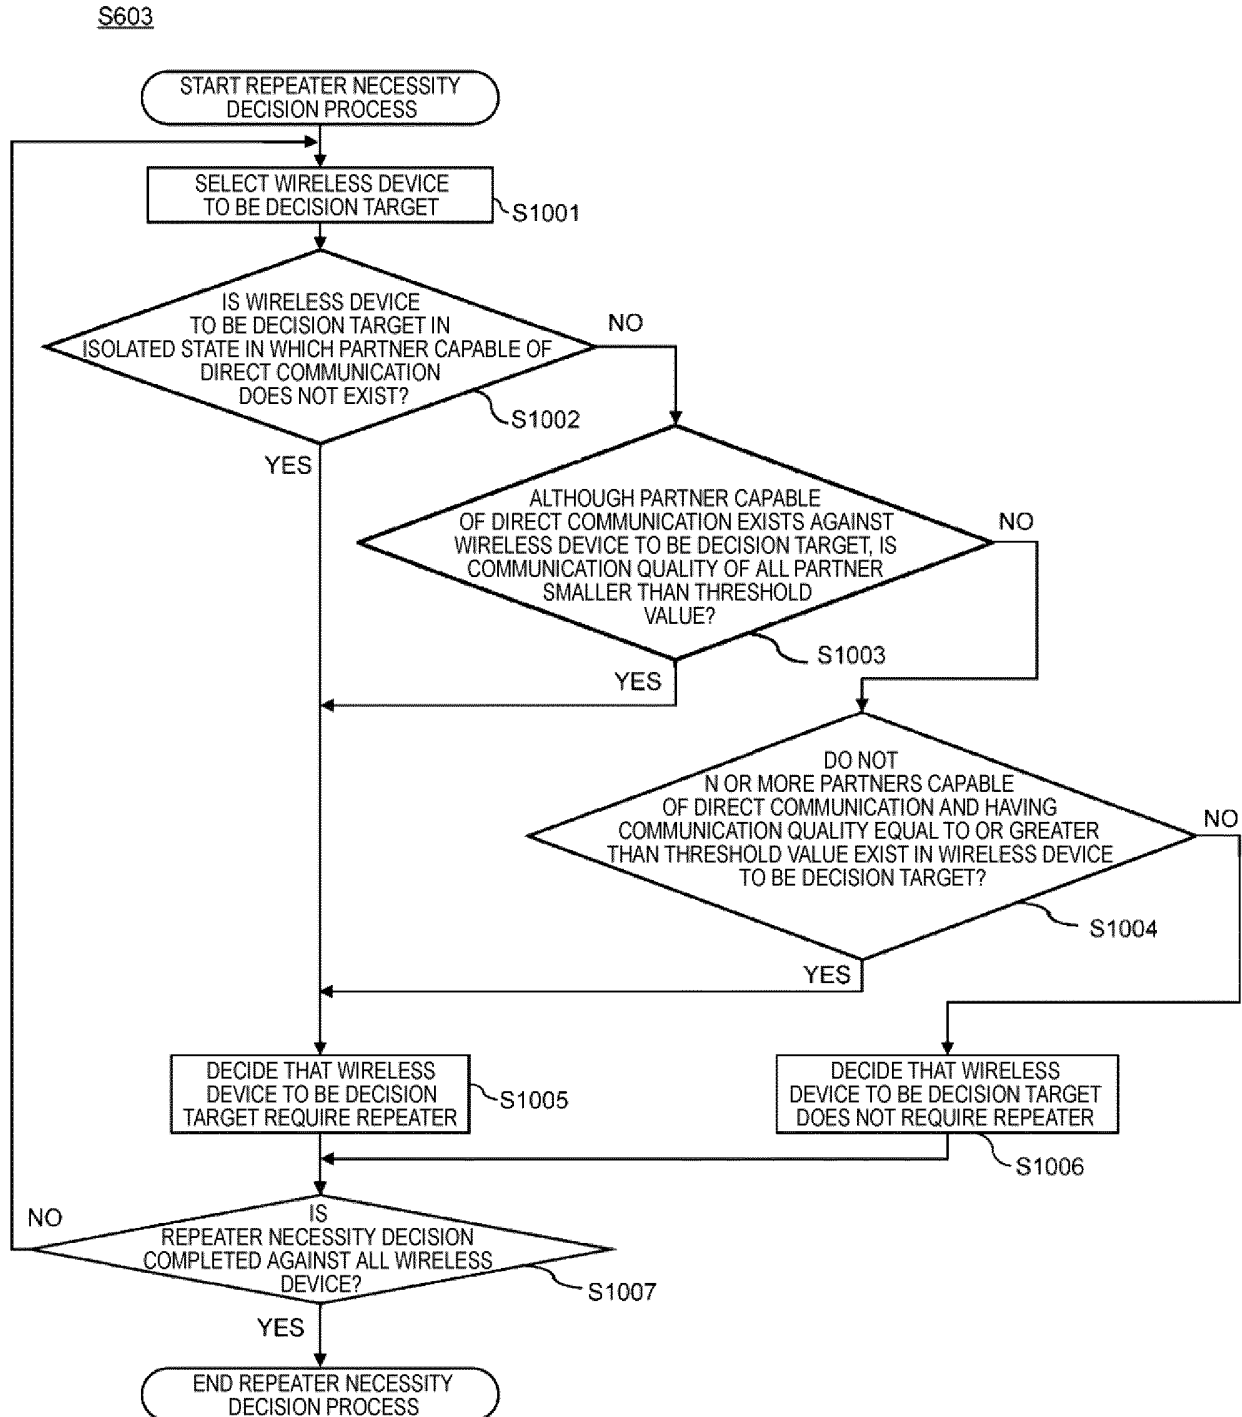 S603
START REPEATER NECESSITY
DECISION PROCESS
SELECT WIRELESS DEVICE
TO BE DECISION TARGET
S1001
IS WIRELESS DEVICE
TO BE DECISION TARGET IN
ISOLATED STATE IN WHICH PARTNER CAPABLE OF
DIRECT COMMUNICATION
DOES NOT EXIST?
NO
S1002
YES
ALTHOUGH PARTNER CAPABLE
OF DIRECT COMMUNICATION EXISTS AGAINST
WIRELESS DEVICE TO BE DECISION TARGET, IS
COMMUNICATION QUALITY OF ALL PARTNER
SMALLER THAN THRESHOLD
VALUE?
NO
S1003
YES
DO NOT
N OR MORE PARTNERS CAPABLE
OF DIRECT COMMUNICATION AND HAVING
COMMUNICATION QUALITY EQUAL TO OR GREATER
THAN THRESHOLD VALUE EXIST IN WIRELESS DEVICE
TO BE DECISION TARGET?
NO
S1004
YES
DECIDE THAT WIRELESS
DEVICE TO BE DECISION
TARGET REQUIRE REPEATER
S1005
DECIDE THAT WIRELESS
DEVICE TO BE DECISION TARGET
DOES NOT REQUIRE REPEATER
S1006
IS
REPEATER NECESSITY DECISION
COMPLETED AGAINST ALL WIRELESS
DEVICE?
NO
S1007
YES
END REPEATER NECESSITY
DECISION PROCESS